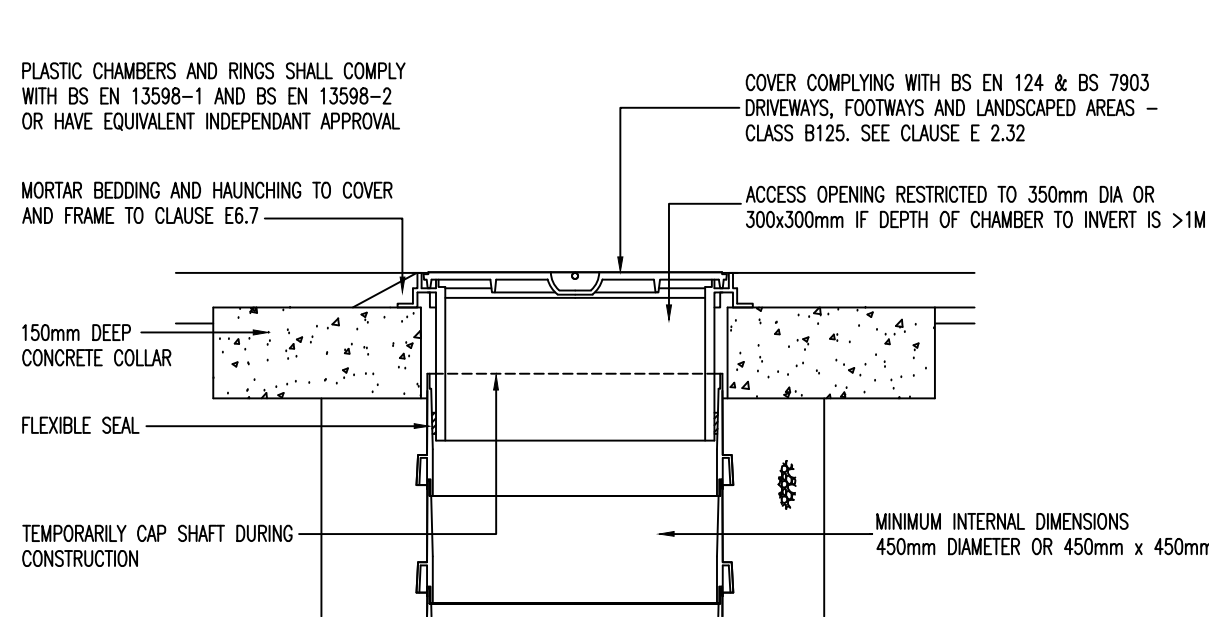 PLASTIC CHAMBERS AND RINGS SHALL COMPLY
WITH BS EN 13598-1 AND BS EN 13598-2
OR HAVE EQUIVALENT INDEPENDANT APPROVAL
COVER COMPLYING WITH BS EN 124 & BS 7903
DRIVEWAYS, FOOTWAYS AND LANDSCAPED AREAS -
CLASS B125. SEE CLAUSE E 2.32
MORTAR BEDDING AND HAUNCHING TO COVER
AND FRAME TO CLAUSE E6.7
ACCESS OPENING RESTRICTED TO 350mm DIA OR
300x300mm IF DEPTH OF CHAMBER TO INVERT IS >1M
150mm DEEP
CONCRETE COLLAR
FLEXIBLE SEAL
TEMPORARILY CAP SHAFT DURING
CONSTRUCTION
MINIMUM INTERNAL DIMENSIONS
450mm DIAMETER OR 450mm x 450mm